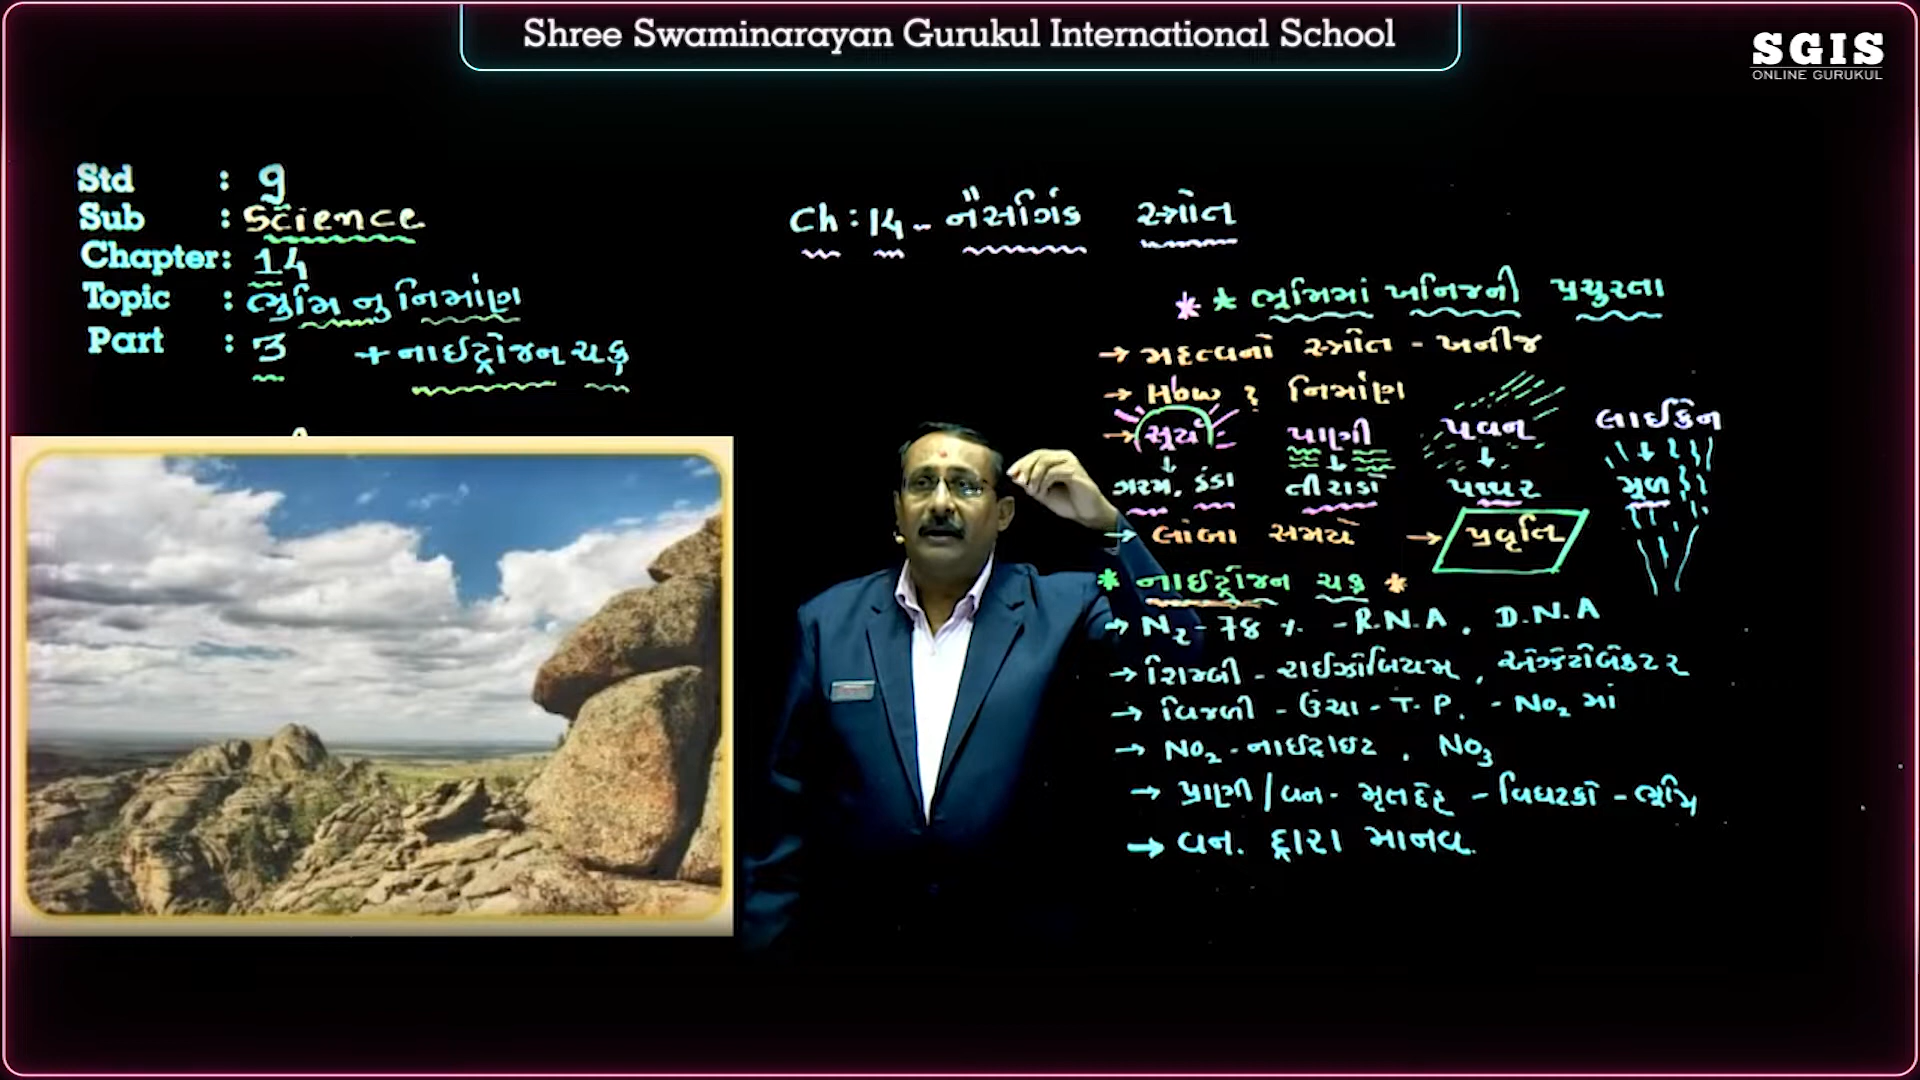 Shree Swaminarayan Gurukul International School
SGIS
ONLINE GURUKUL
Std : 9
Sub : Science
Chapter : 14
Topic : ભુમિ નુ નિર્માણ
Part : 3 + નાઈટ્રોજન ચક્ર
Ch : 14 - નૈસર્ગિક સ્ત્રોત
* * ભૂમિમાં ખનિજની પ્રચુરતા
→ મહત્વનો સ્ત્રોત - ખનીજ
→ How ? નિર્માણ
→ સૂર્ય પાણી પવન લાઈકેન
↓ ↓ ↓ ↓
ગરમ, ઠંડા તીરાડો પથ્થર મૂળ
→ લાંબા સમયે → પ્રવૃતિ
* નાઈટ્રોજન ચક્ર *
→ N₂ - 78 % - R.N.A , D.N.A
→ શિમ્બી - રાઈઝોબિયમ , એઝેટોબેકટર
→ વિજળી - ઉંચા - T. P. - NO₂ માં
→ NO₂ - નાઈટ્રાઇટ , NO₃
→ પ્રાણી / વન - મૃતદેહ - વિઘટકો - ભૂમિ
→ વન. દ્વારા માનવ.